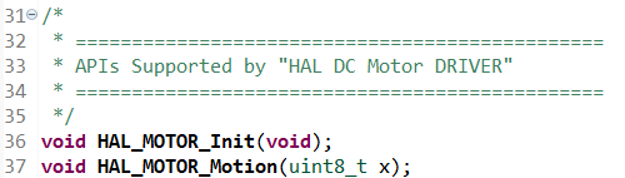 31 /*
32  * ===============================================
33  * APIs Supported by "HAL DC Motor DRIVER"
34  * ===============================================
35  */
36 void HAL_MOTOR_Init(void);
37 void HAL_MOTOR_Motion(uint8_t x);